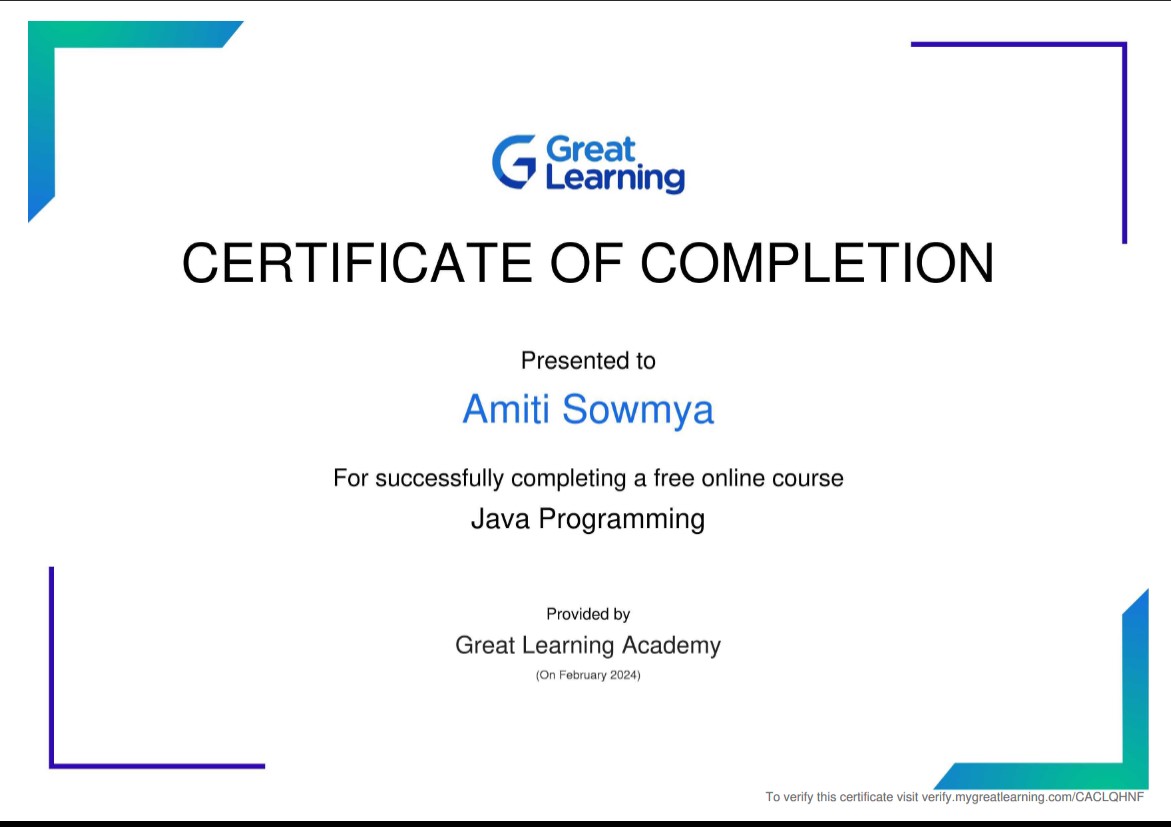 Great
Learning
CERTIFICATE OF COMPLETION
Presented to
Amiti Sowmya
For successfully completing a free online course
Java Programming
Provided by
Great Learning Academy
(On February 2024)
To verify this certificate visit verify.mygreatlearning.com/CACLQHNF